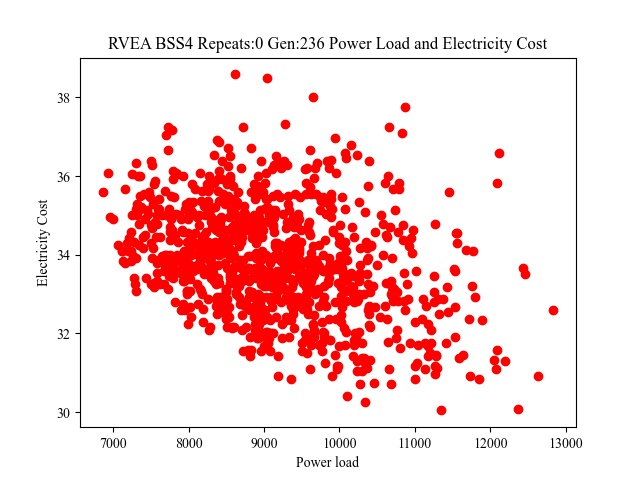 RVEA BSS4 Repeats:0 Gen:236 Power Load and Electricity Cost
38
36
34
32
30
Electricity Cost
7000 8000 9000 10000 11000 12000 13000
Power load